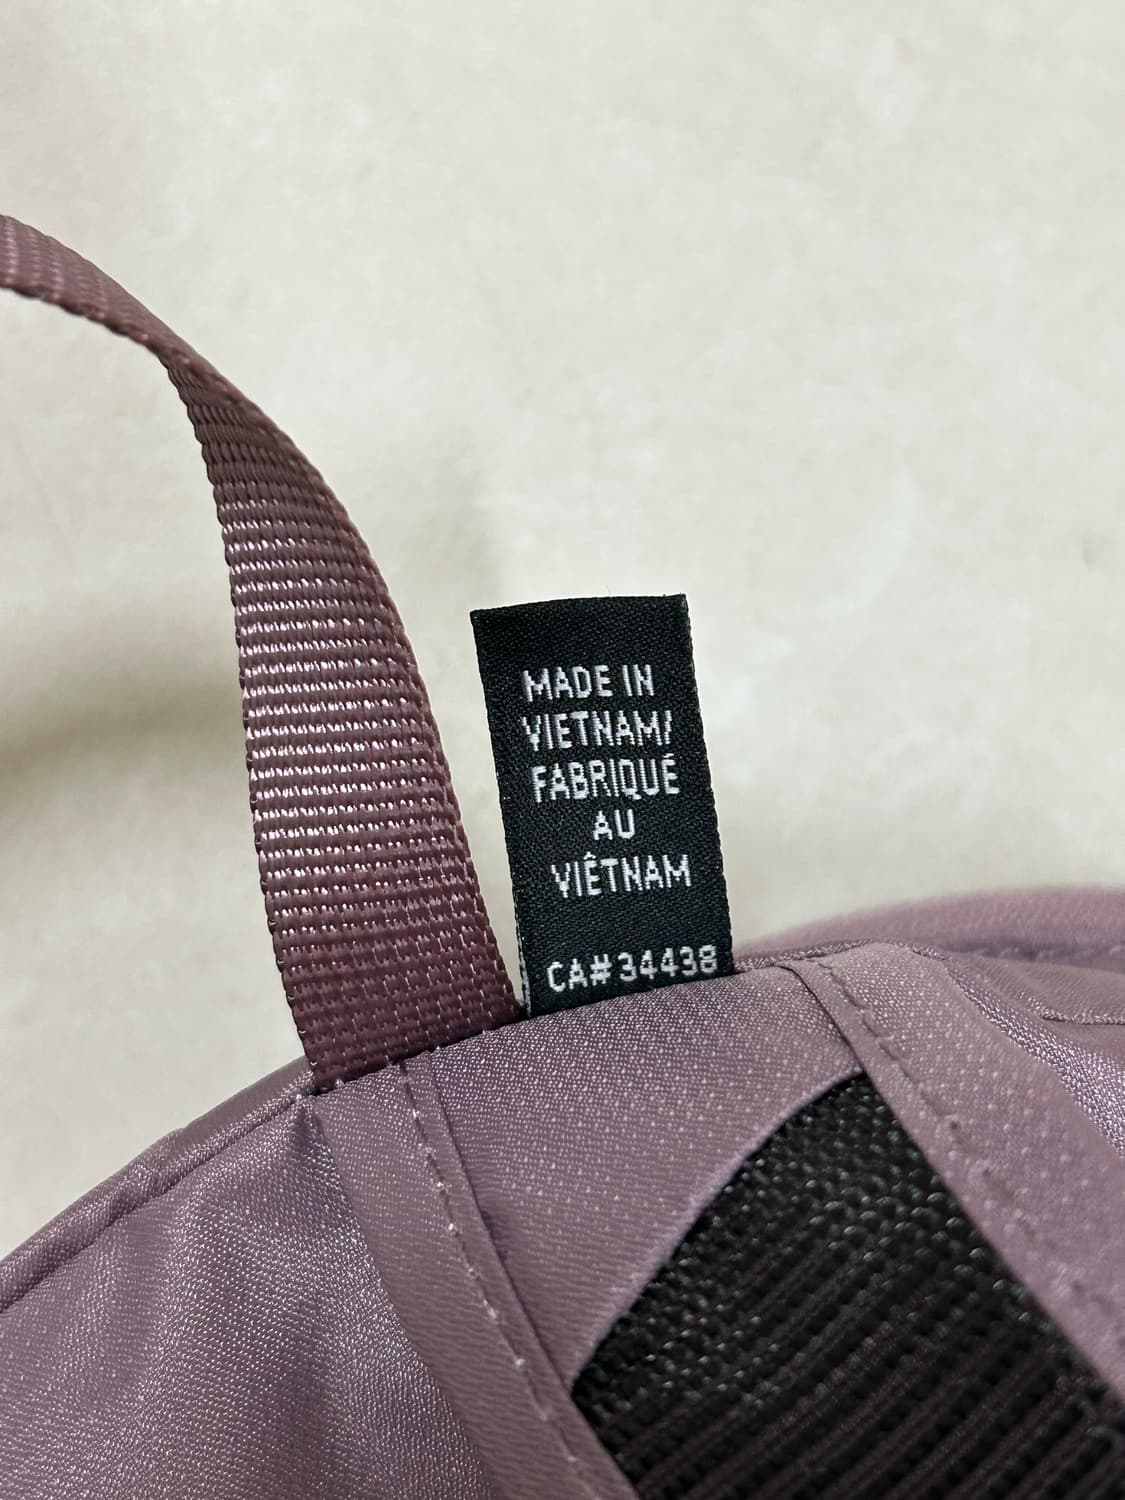 MADE IN
VIETNAM/
FABRIQUÉ
AU
VIÊTNAM
CA#34438